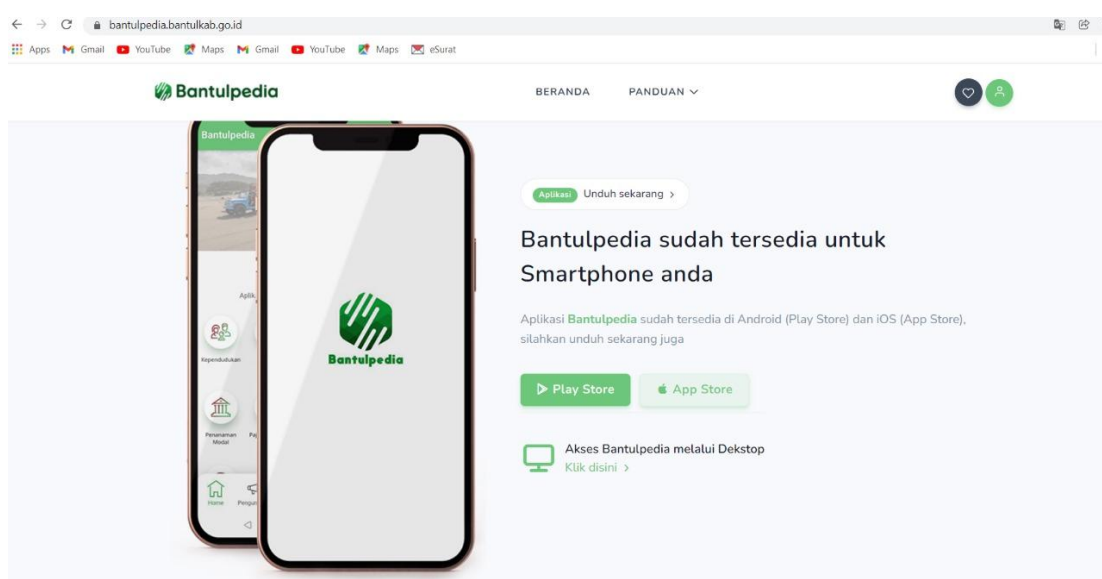 bantulpedia.bantulkab.go.id
Apps Gmail YouTube Maps Gmail YouTube Maps eSurat
Bantulpedia
BERANDA PANDUAN
Bantulpedia
Kependudukan
Penanaman
Modal
Home
Bantulpedia
Aplikasi Unduh sekarang >
Bantulpedia sudah tersedia untuk
Smartphone anda
Aplikasi Bantulpedia sudah tersedia di Android (Play Store) dan iOS (App Store),
silahkan unduh sekarang juga
Play Store App Store
Akses Bantulpedia melalui Dekstop
Klik disini >